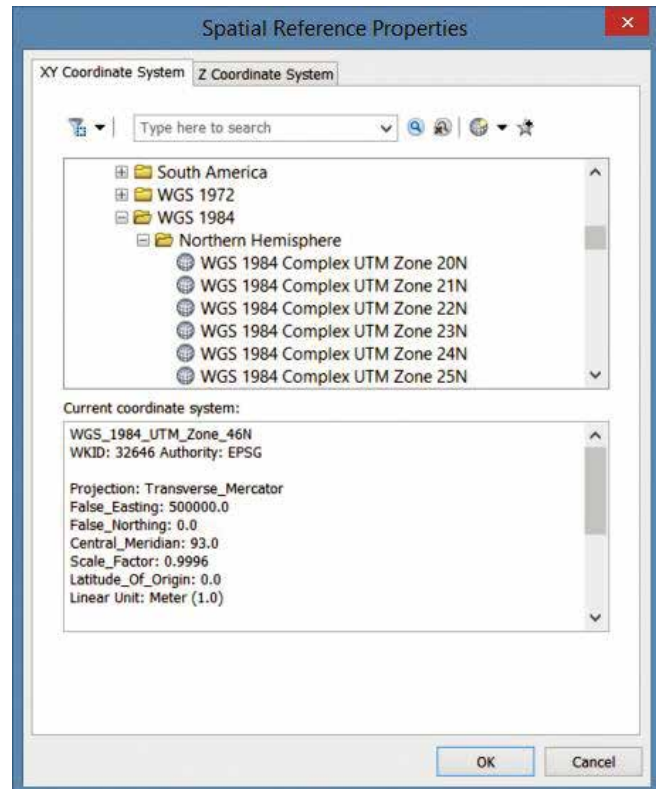 Spatial Reference Properties
XY Coordinate System
Z Coordinate System
Type here to search
South America
WGS 1972
WGS 1984
Northern Hemisphere
WGS 1984 Complex UTM Zone 20N
WGS 1984 Complex UTM Zone 21N
WGS 1984 Complex UTM Zone 22N
WGS 1984 Complex UTM Zone 23N
WGS 1984 Complex UTM Zone 24N
WGS 1984 Complex UTM Zone 25N
Current coordinate system:
WGS_1984_UTM_Zone_46N
WKID: 32646 Authority: EPSG
Projection: Transverse_Mercator
False_Easting: 500000.0
False_Northing: 0.0
Central_Meridian: 93.0
Scale_Factor: 0.9996
Latitude_Of_Origin: 0.0
Linear Unit: Meter (1.0)
OK
Cancel